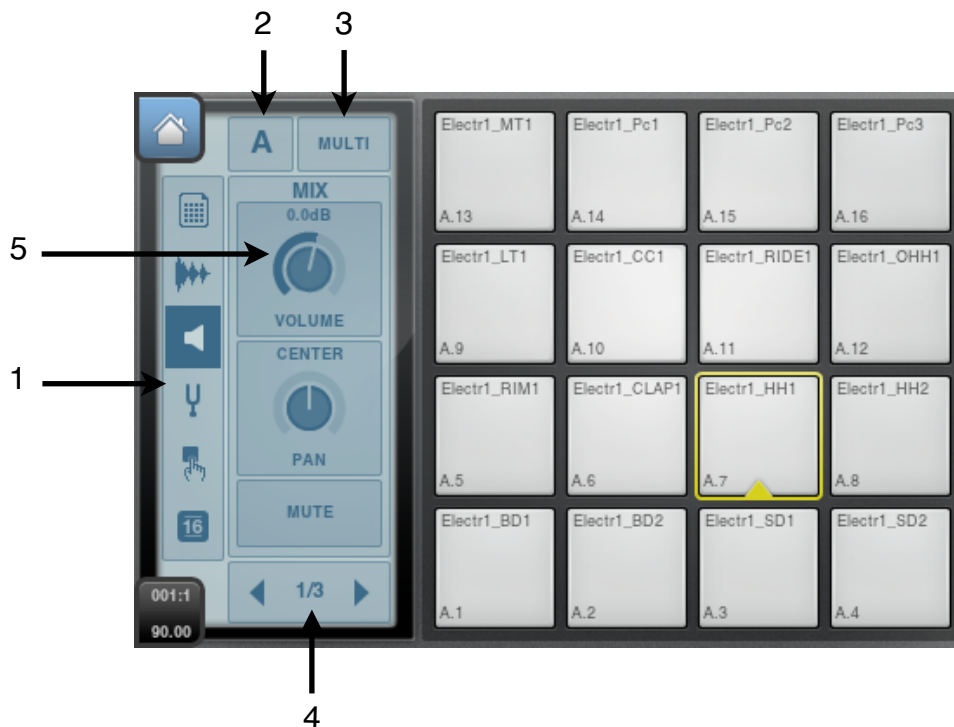 2
3
5
1
4
A
MULTI
MIX
0.0dB
VOLUME
CENTER
PAN
MUTE
16
1/3
001:1
90.00
Electr1_MT1
A.13
Electr1_Pc1
A.14
Electr1_Pc2
A.15
Electr1_Pc3
A.16
Electr1_LT1
A.9
Electr1_CC1
A.10
Electr1_RIDE1
A.11
Electr1_OHH1
A.12
Electr1_RIM1
A.5
Electr1_CLAP1
A.6
Electr1_HH1
A.7
Electr1_HH2
A.8
Electr1_BD1
A.1
Electr1_BD2
A.2
Electr1_SD1
A.3
Electr1_SD2
A.4